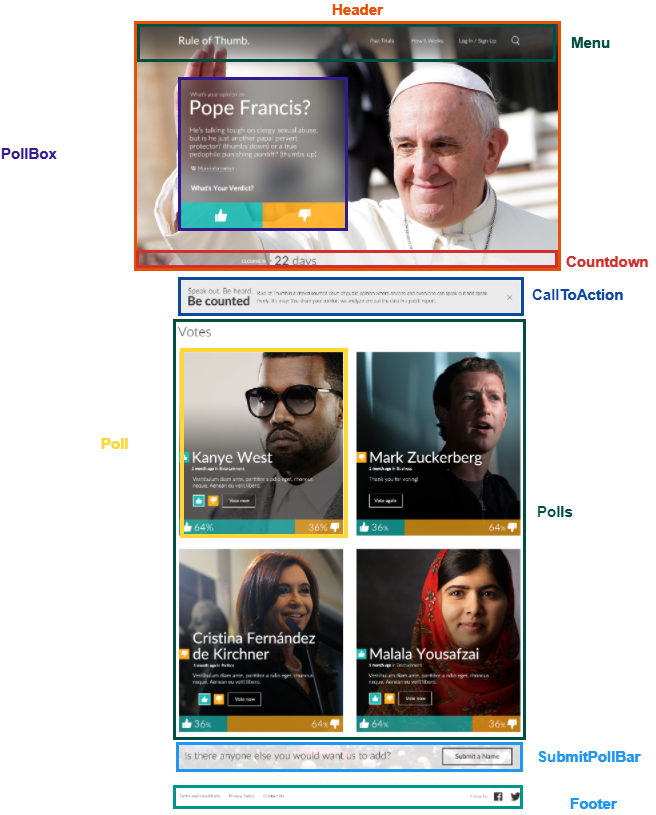 Header
Rule of Thumb.
Past Trials
How It Works
Log In / Sign Up
Menu
What's your opinion on
Pope Francis?
He's talking tough on clergy sexual abuse,
but is he just another papal pervert
protector? (thumbs down) or a true
pedophile punishing pontiff? (thumbs up)
PollBox
More information
What's Your Verdict?
22 days
Countdown
Speak out. Be heard.
Be counted
CallToAction
Votes
Poll
Kanye West
1 month ago in Entertainment
Vestibulum diam ante, porttitor a odio eget, rhoncus
neque. Aenean eu velit libero.
Vote now
64%
36%
Mark Zuckerberg
1 month ago in Business
Thank you for voting!
Vote again
36%
64%
Polls
Cristina Fernández
de Kirchner
1 month ago in Politics
Vestibulum diam ante, porttitor a odio eget, rhoncus
neque. Aenean eu velit libero.
Vote now
36%
64%
Malala Yousafzai
1 month ago in Entertainment
Vestibulum diam ante, porttitor a odio eget, rhoncus
neque. Aenean eu velit libero.
Vote now
64%
36%
Is there anyone else you would want us to add?
Submit a Name
SubmitPollBar
Terms and Conditions
Privacy Policy
Contact Us
Follow Us
Footer